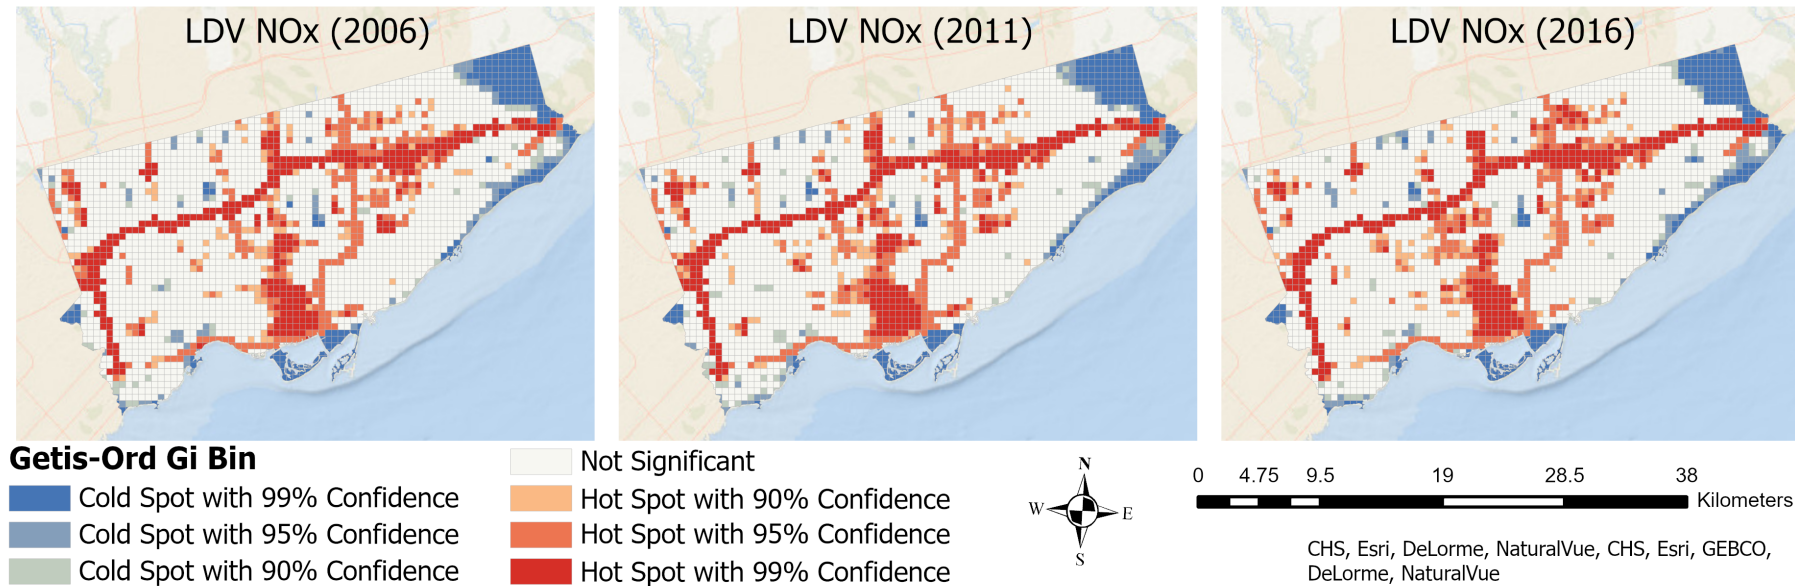 LDV NOx (2006)
LDV NOx (2011)
LDV NOx (2016)
Getis-Ord Gi Bin
Cold Spot with 99% Confidence
Cold Spot with 95% Confidence
Cold Spot with 90% Confidence
Not Significant
Hot Spot with 90% Confidence
Hot Spot with 95% Confidence
Hot Spot with 99% Confidence
N
W E
S
0 4.75 9.5 19 28.5 38
Kilometers
CHS, Esri, DeLorme, NaturalVue, CHS, Esri, GEBCO,
DeLorme, NaturalVue